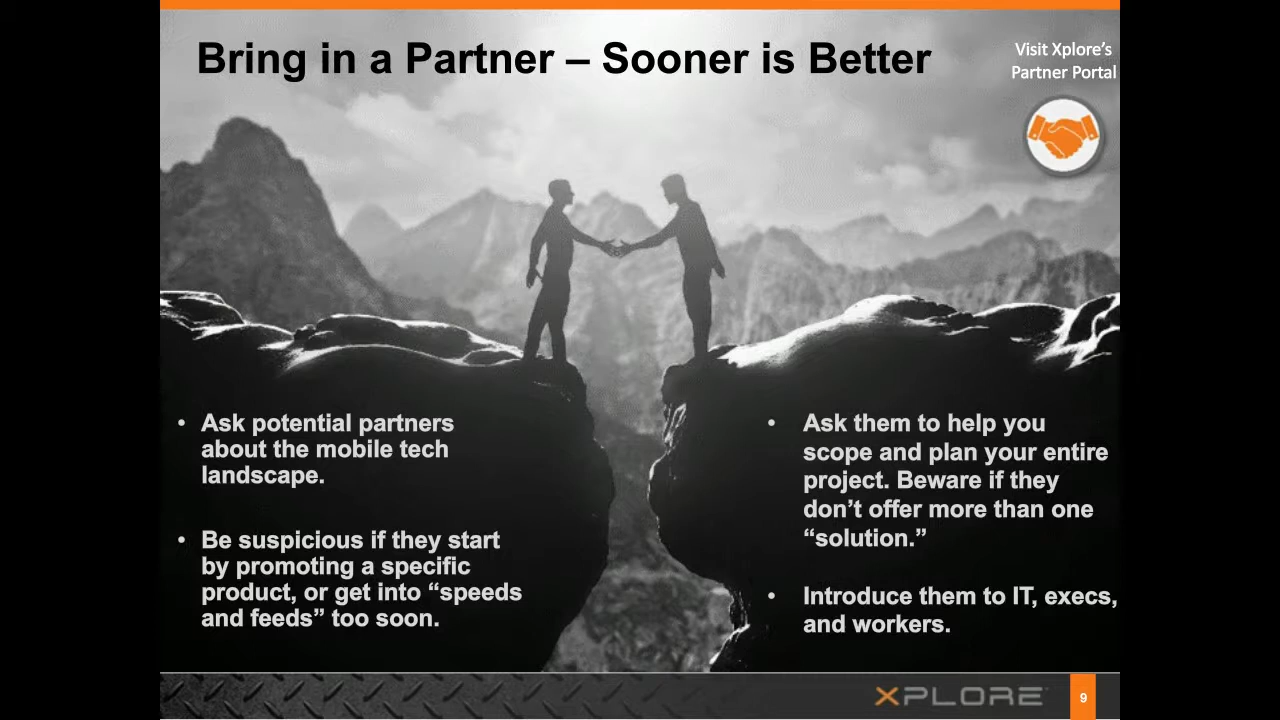 Bring in a Partner – Sooner is Better
Visit Xplore’s
Partner Portal
• Ask potential partners
about the mobile tech
landscape.
• Be suspicious if they start
by promoting a specific
product, or get into “speeds
and feeds” too soon.
• Ask them to help you
scope and plan your entire
project. Beware if they
don’t offer more than one
“solution.”
• Introduce them to IT, execs,
and workers.
XPLORE
9